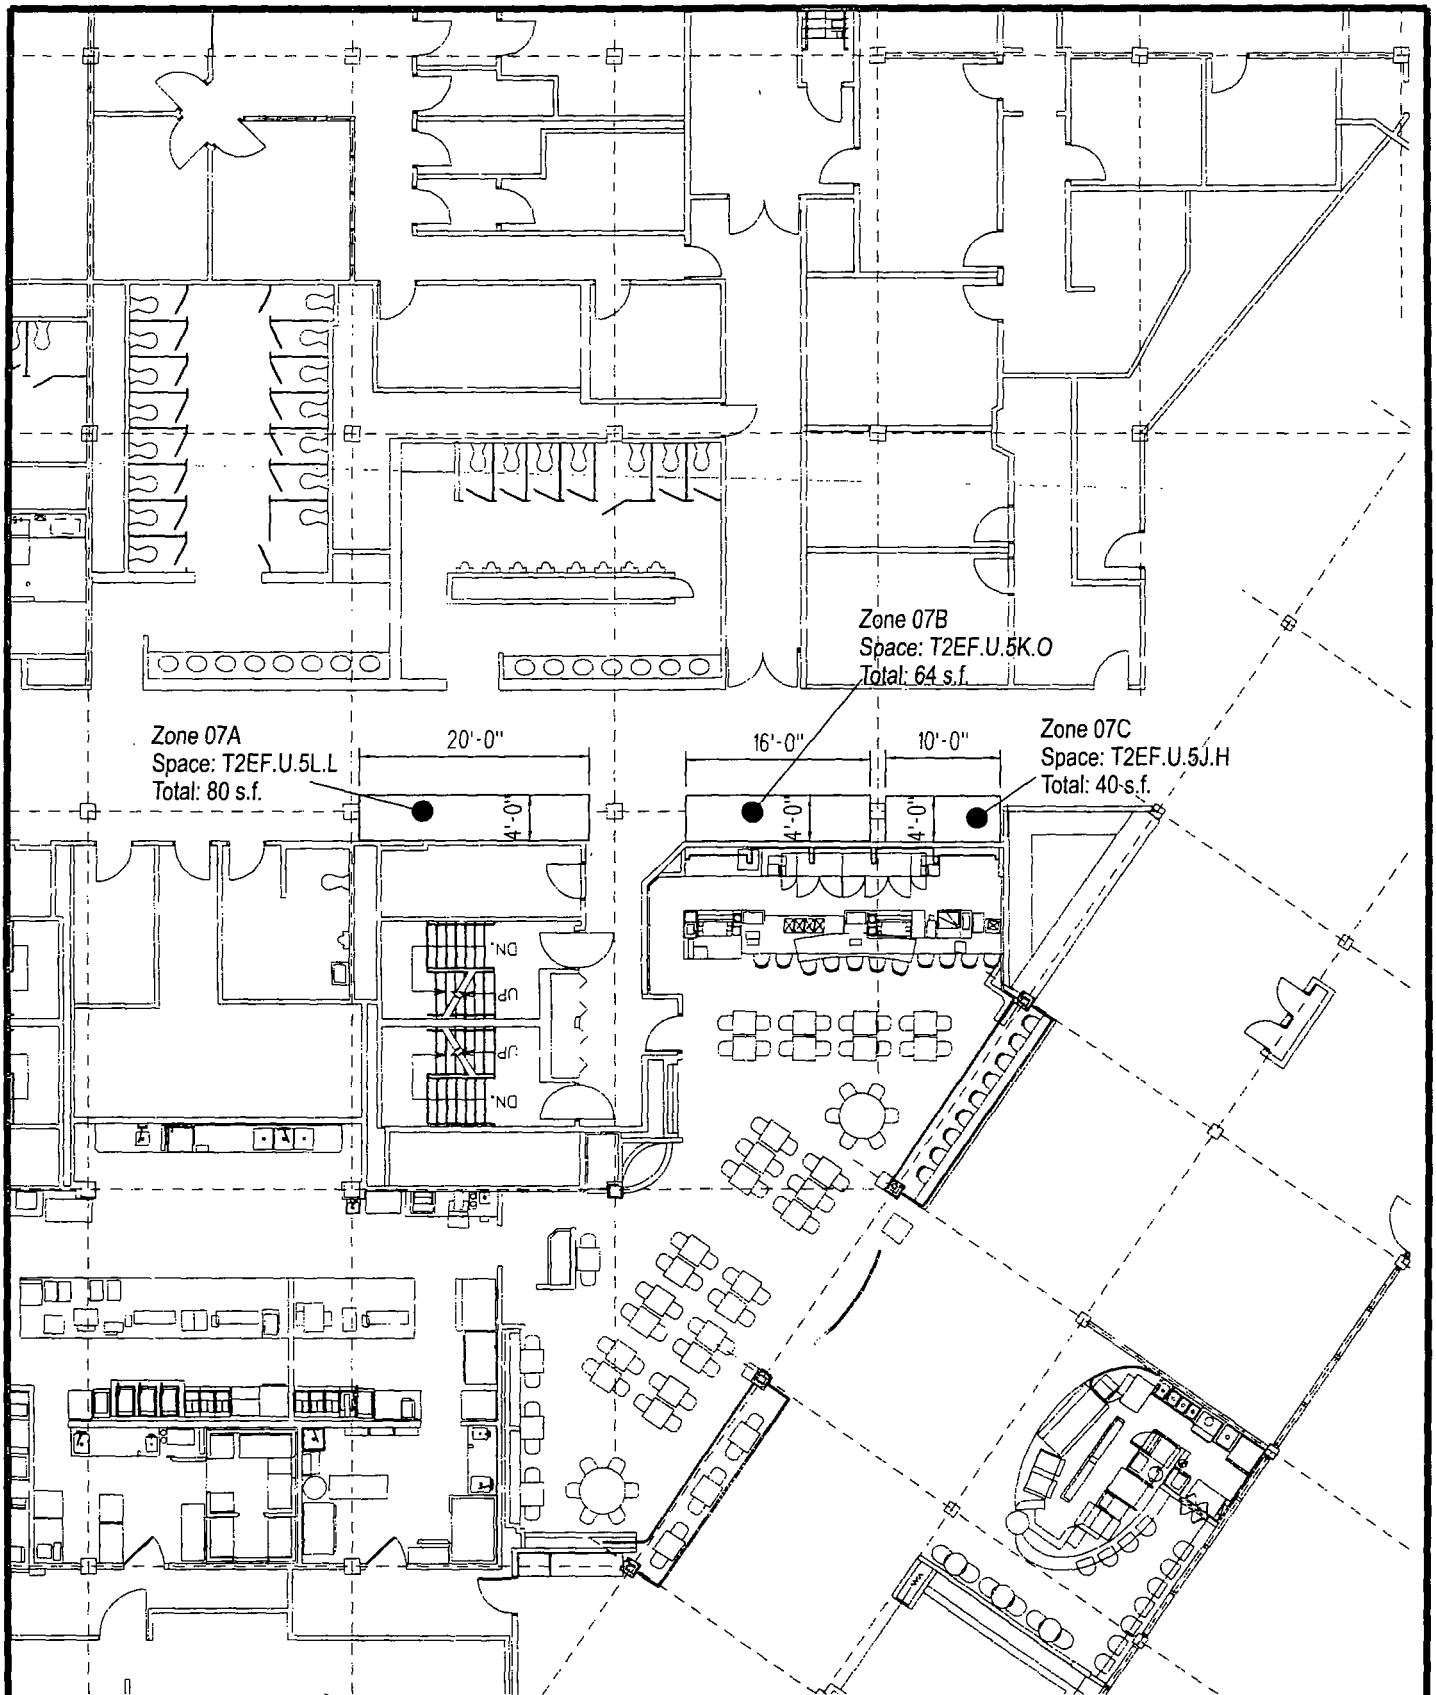 Zone 07B
Space: T2EF.U.5K.O
Total: 64 s.f.
Zone 07A
Space: T2EF.U.5L.L
Total: 80 s.f.
20'-0"
16'-0"
10'-0"
Zone 07C
Space: T2EF.U.5J.H
Total: 40 s.f.
4'-0"
4'-0"
4'-0"
DN.
UP
UP
DN.